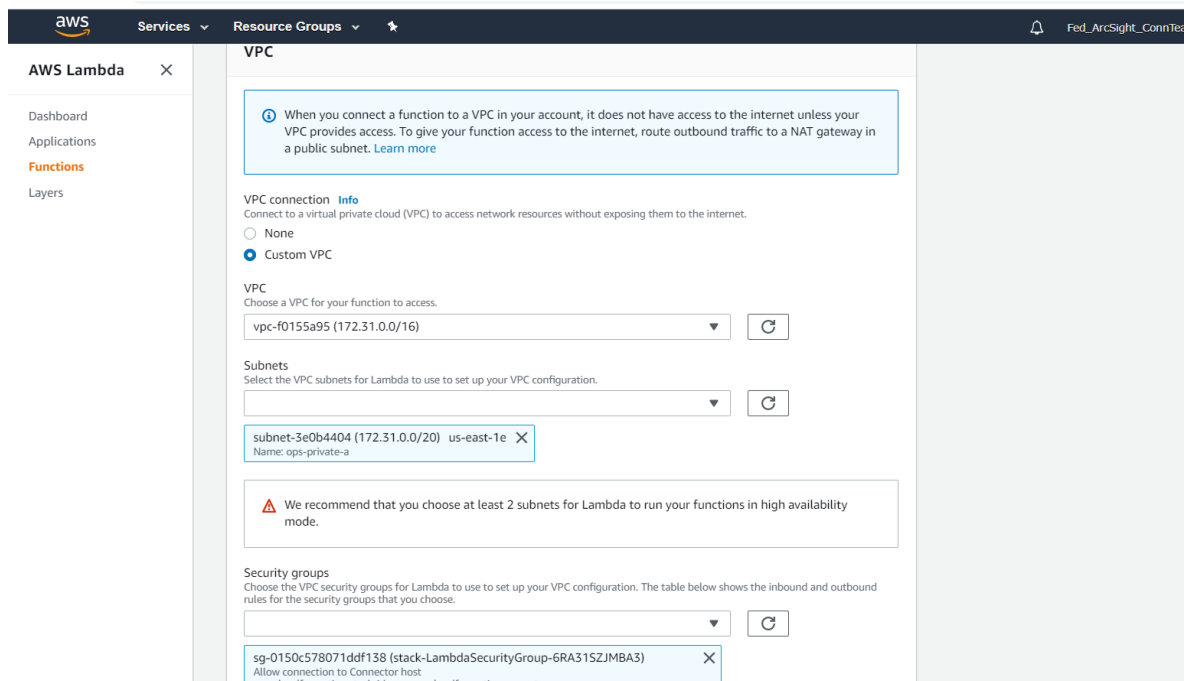 aws
Services
Resource Groups
Fed_ArcSight_ConnTea
AWS Lambda
Dashboard
Applications
Functions
Layers
VPC
When you connect a function to a VPC in your account, it does not have access to the internet unless your
VPC provides access. To give your function access to the internet, route outbound traffic to a NAT gateway in
a public subnet. Learn more
VPC connection Info
Connect to a virtual private cloud (VPC) to access network resources without exposing them to the internet.
None
Custom VPC
VPC
Choose a VPC for your function to access.
vpc-f0155a95 (172.31.0.0/16)
Subnets
Select the VPC subnets for Lambda to use to set up your VPC configuration.
subnet-3e0b4404 (172.31.0.0/20) us-east-1e
Name: ops-private-a
We recommend that you choose at least 2 subnets for Lambda to run your functions in high availability
mode.
Security groups
Choose the VPC security groups for Lambda to use to set up your VPC configuration. The table below shows the inbound and outbound
rules for the security groups that you choose.
sg-0150c578071ddf138 (stack-LambdaSecurityGroup-6RA31SZJMBA3)
Allow connection to Connector host